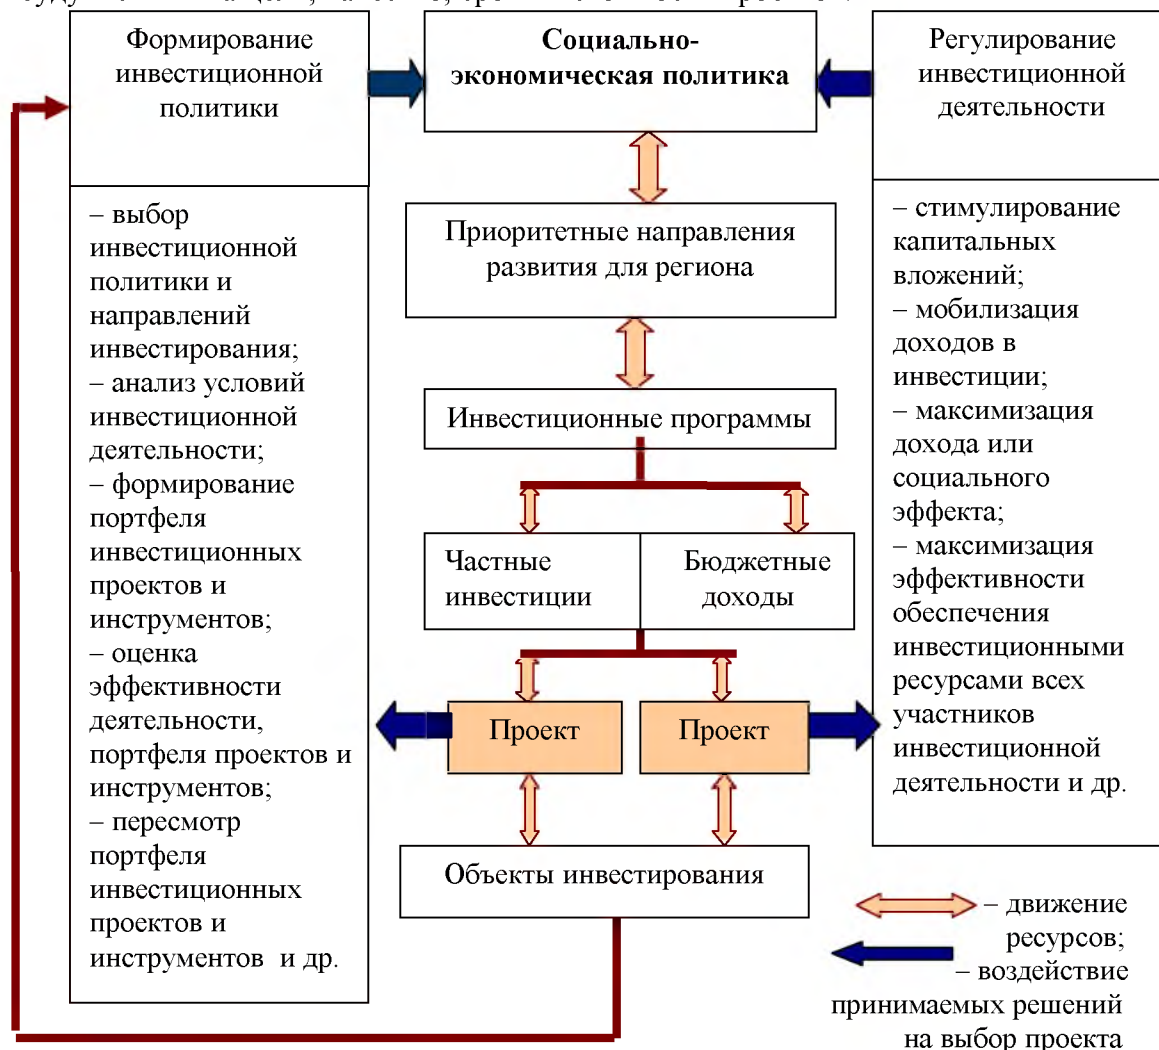 Формирование
инвестиционной
политики
Социально-
экономическая политика
Регулирование
инвестиционной
деятельности
– выбор
инвестиционной
политики и
направлений
инвестирования;
– анализ условий
инвестиционной
деятельности;
– формирование
портфеля
инвестиционных
проектов и
инструментов;
– оценка
эффективности
деятельности,
портфеля проектов и
инструментов;
– пересмотр
портфеля
инвестиционных
проектов и
инструментов и др.
Приоритетные направления
развития для региона
Инвестиционные программы
Частные
инвестиции
Бюджетные
доходы
Проект
Проект
Объекты инвестирования
– стимулирование
капитальных
вложений;
– мобилизация
доходов в
инвестиции;
– максимизация
дохода или
социального
эффекта;
– максимизация
эффективности
обеспечения
инвестиционными
ресурсами всех
участников
инвестиционной
деятельности и др.
– движение
ресурсов;
– воздействие
принимаемых решений
на выбор проекта